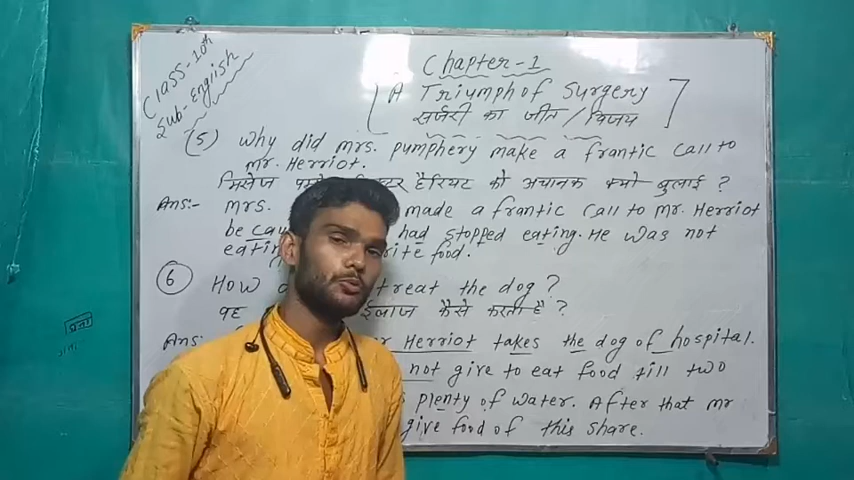 Class-10th
Sub-English
Chapter-1
[A Triumph of Surgery
सर्जरी का जीत / विजय]
(5) Why did mrs. pumphery make a frantic call to
mr. Herriot.
मिसेज हैरियट को अचानक क्यो बुलाई ?
Ans:- mrs. made a frantic call to mr. Herriot
be had stopped eating. He was not
eating food.
(6) How treat the dog ?
यह ईलाज कैसे करती है ?
Ans:- Herriot takes the dog of hospital.
not give to eat food till two
plenty of water. After that mr
give food of this share.